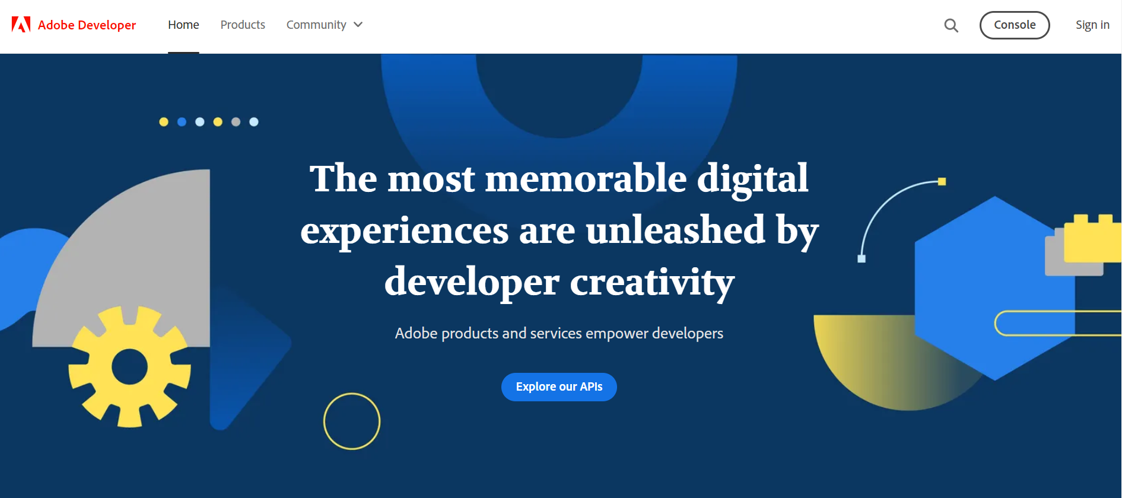 Adobe Developer Home Products Community Console Sign in
The most memorable digital
experiences are unleashed by
developer creativity
Adobe products and services empower developers
Explore our APIs